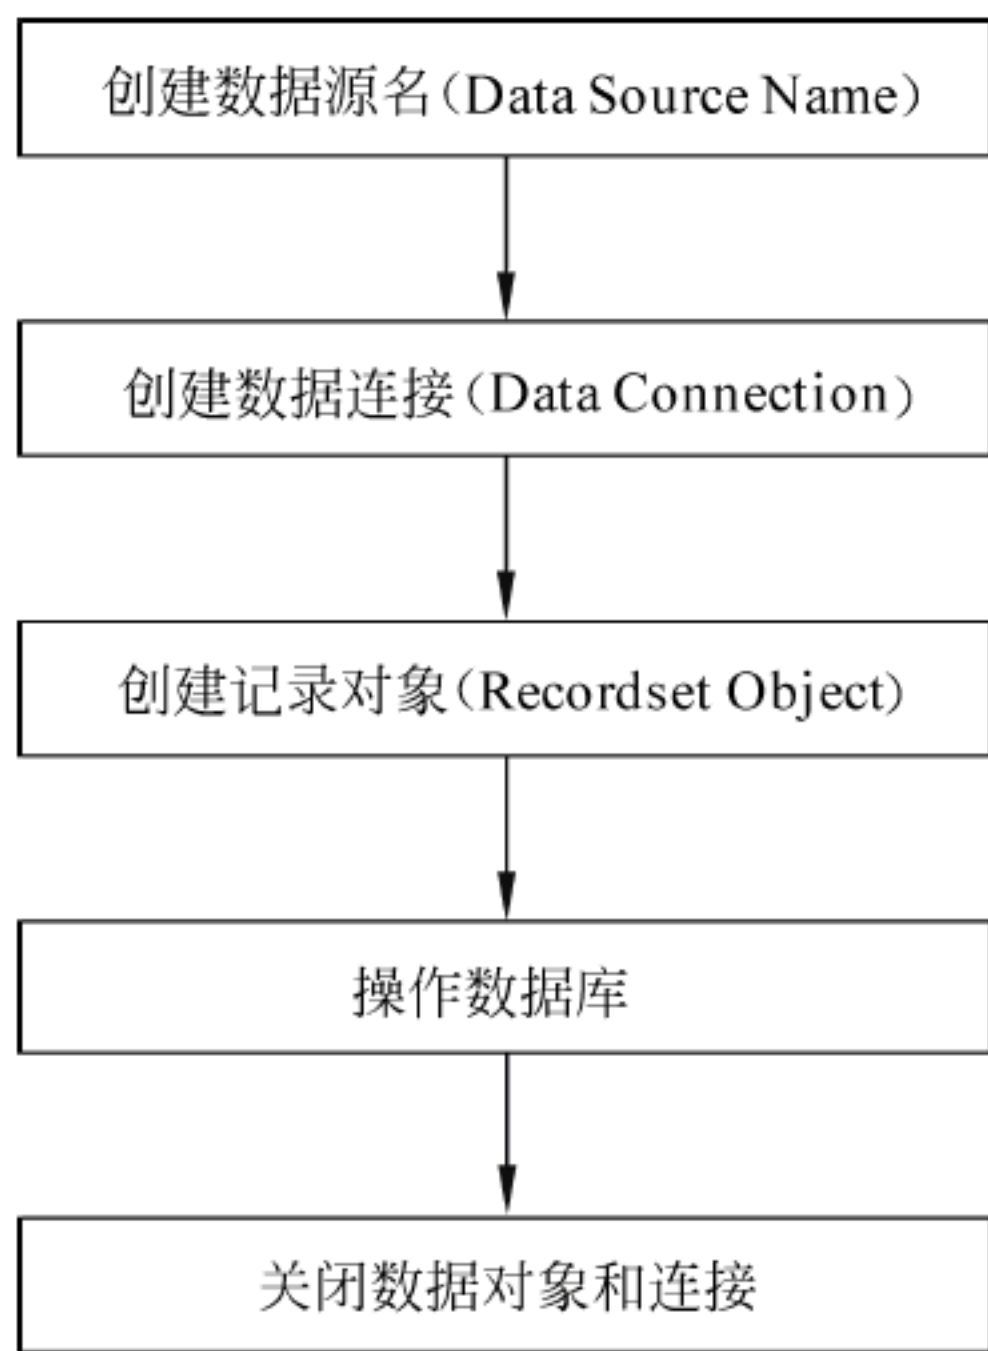 创建数据源名(Data Source Name)
创建数据连接(Data Connection)
创建记录对象(Recordset Object)
操作数据库
关闭数据对象和连接